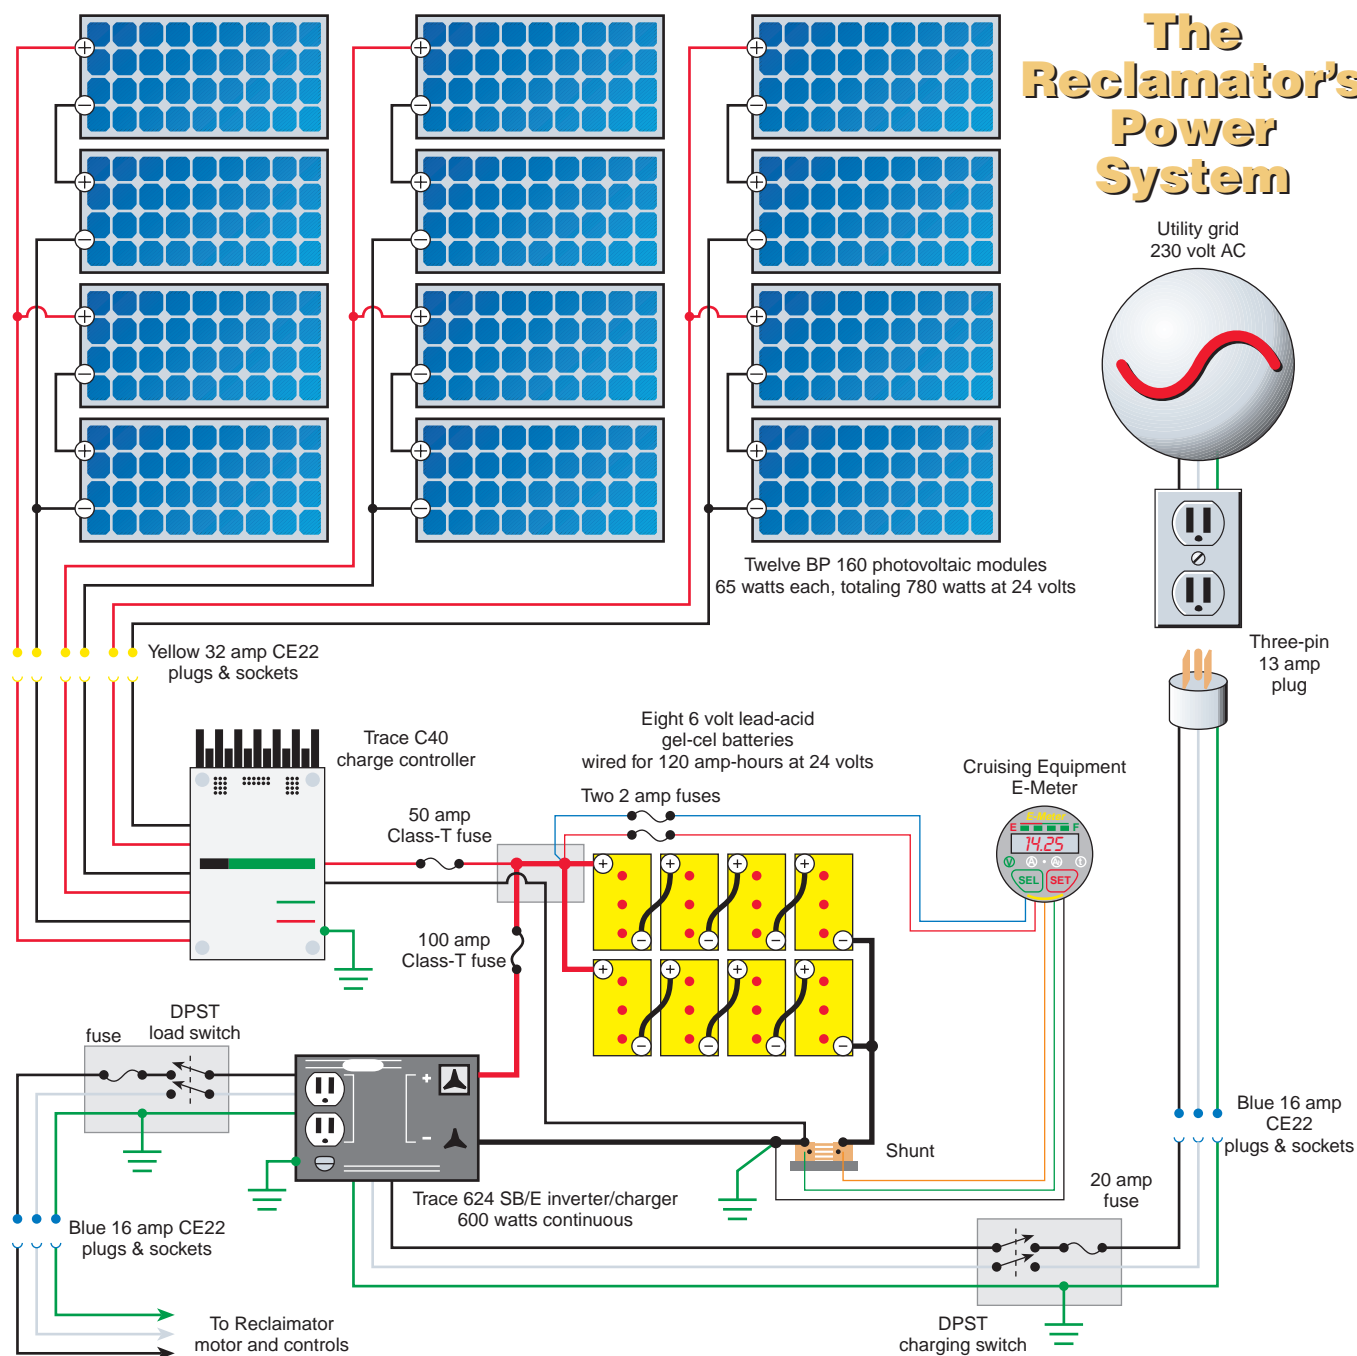 The
Reclamator's
Power
System
Utility grid
230 volt AC
Twelve BP 160 photovoltaic modules
65 watts each, totaling 780 watts at 24 volts
Three-pin
13 amp
plug
Yellow 32 amp CE22
plugs & sockets
Trace C40
charge controller
Eight 6 volt lead-acid
gel-cel batteries
wired for 120 amp-hours at 24 volts
Two 2 amp fuses
Cruising Equipment
E-Meter
50 amp
Class-T fuse
E-Meter
E F
14.25
V A Ah t
SEL SET
100 amp
Class-T fuse
DPST
load switch
fuse
Shunt
Blue 16 amp
CE22
plugs & sockets
20 amp
fuse
Trace 624 SB/E inverter/charger
600 watts continuous
Blue 16 amp CE22
plugs & sockets
To Reclaimator
motor and controls
DPST
charging switch